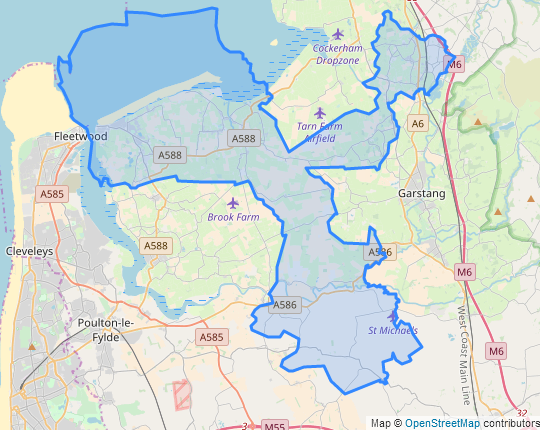 M6
Cockerham
Dropzone
Tarn Farm
Airfield
A6
Fleetwood
A588
A588
A585
Garstang
Brook Farm
Cleveleys
A588
A586
M6
A586
St Michaels
Poulton-le-
Fylde
A585
West Coast Main Line
M6
32
3
M55
Map © OpenStreetMap contributors